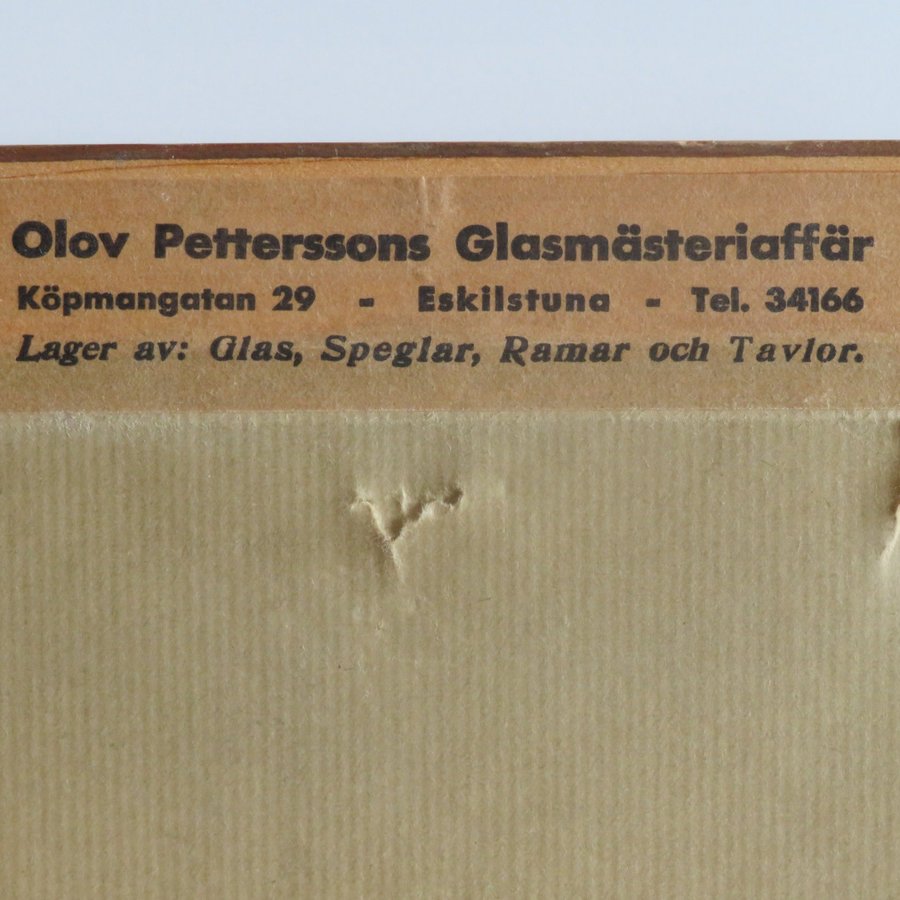 Olov Petterssons Glasmästeriaffär
Köpmangatan 29 - Eskilstuna - Tel. 34166
Lager av: Glas, Speglar, Ramar och Tavlor.